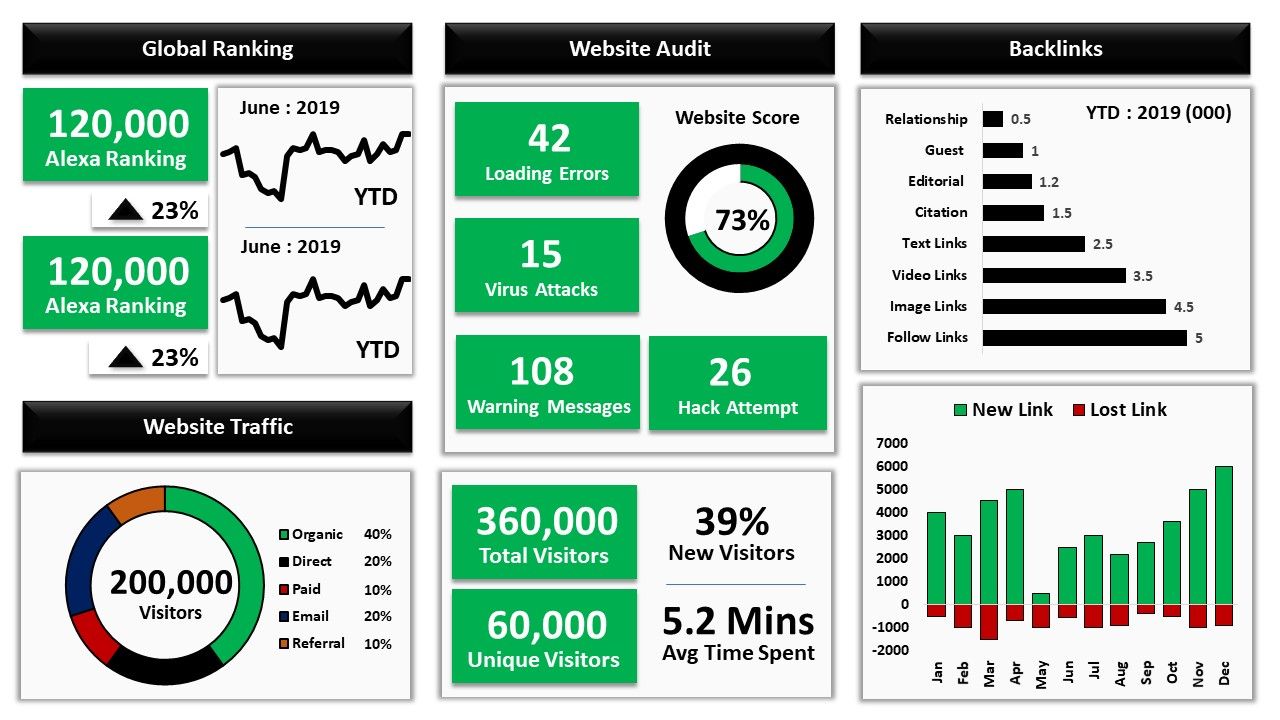 Global Ranking
120,000
Alexa Ranking
23%
120,000
Alexa Ranking
23%
June : 2019
YTD
June : 2019
YTD
Website Traffic
200,000
Visitors
Organic 40%
Direct 20%
Paid 10%
Email 20%
Referral 10%
Website Audit
42
Loading Errors
15
Virus Attacks
108
Warning Messages
26
Hack Attempt
Website Score
73%
360,000
Total Visitors
60,000
Unique Visitors
39%
New Visitors
5.2 Mins
Avg Time Spent
Backlinks
YTD : 2019 (000)
Relationship 0.5
Guest 1
Editorial 1.2
Citation 1.5
Text Links 2.5
Video Links 3.5
Image Links 4.5
Follow Links 5
New Link Lost Link
7000
6000
5000
4000
3000
2000
1000
0
-1000
-2000
Jan Feb Mar Apr May Jun Jul Aug Sep Oct Nov Dec